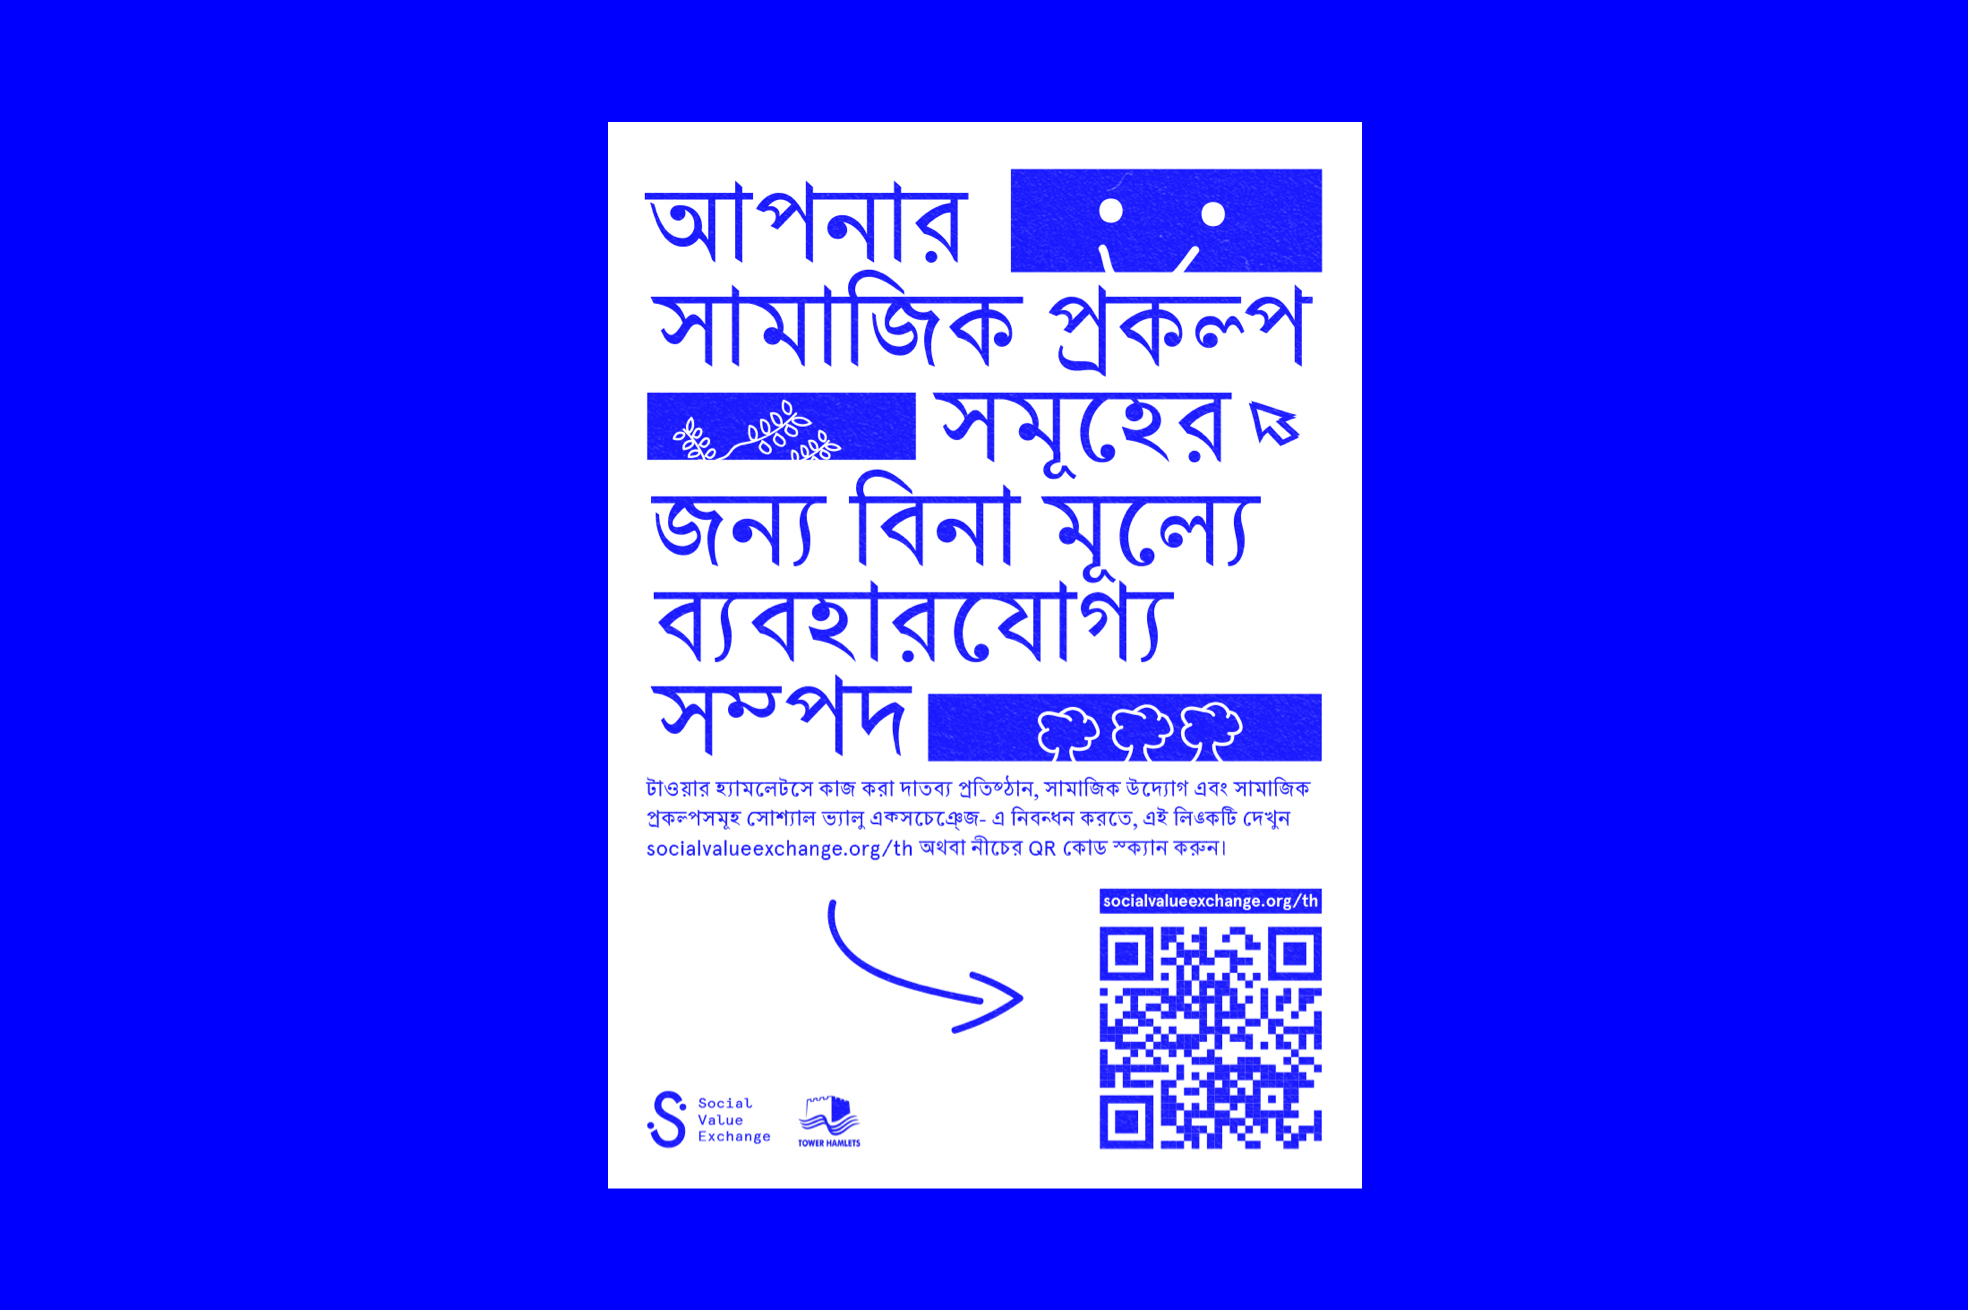 আপনার
সামাজিক প্রকল্প
সমূহের
জন্য বিনা মূল্যে
ব্যবহারযোগ্য
সম্পদ
টাওয়ার হ্যামলেটসে কাজ করা দাতব্য প্রতিষ্ঠান, সামাজিক উদ্যোগ এবং সামাজিক
প্রকল্পসমূহ সোশ্যাল ভ্যালু এক্সচেঞ্জে- এ নিবন্ধন করতে, এই লিঙ্কটি দেখুন
socialvalueexchange.org/th অথবা নীচের QR কোড স্ক্যান করুন।
socialvalueexchange.org/th
Social
Value
Exchange
TOWER HAMLETS